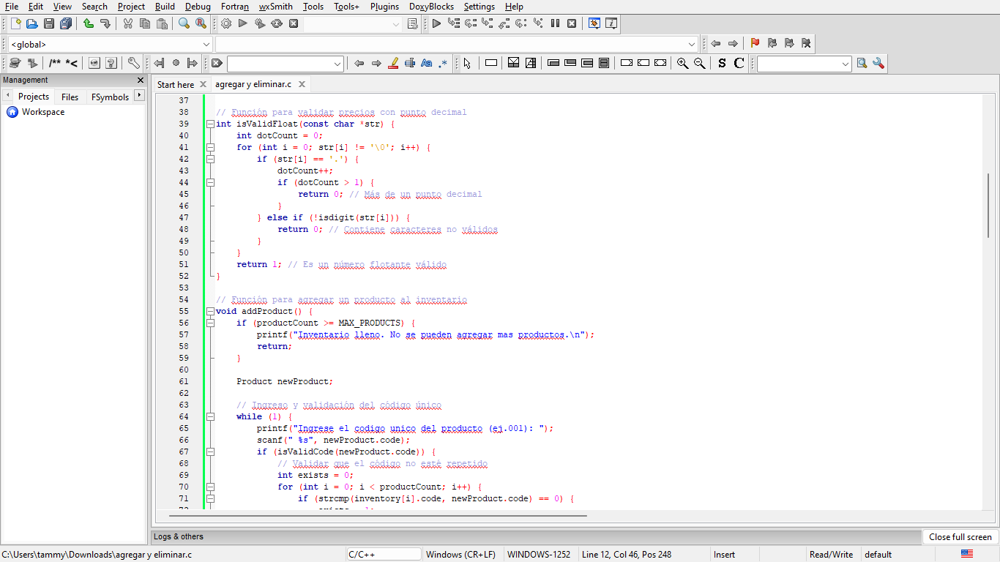 File Edit View Search Project Build Debug Fortran wxSmith Tools Tools+ Plugins DoxyBlocks Settings Help
<global>
/** *<
Aa .* S C
Management
Start here agregar y eliminar.c
Projects Files FSymbols
Workspace
37
38 // Función para validar precios con punto decimal
39 int isValidFloat(const char *str) {
40 int dotCount = 0;
41 for (int i = 0; str[i] != '\0'; i++) {
42 if (str[i] == '.') {
43 dotCount++;
44 if (dotCount > 1) {
45 return 0; // Más de un punto decimal
46 }
47 } else if (!isdigit(str[i])) {
48 return 0; // Contiene caracteres no válidos
49 }
50 }
51 return 1; // Es un número flotante válido
52 }
53
54 // Función para agregar un producto al inventario
55 void addProduct() {
56 if (productCount >= MAX_PRODUCTS) {
57 printf("Inventario lleno. No se pueden agregar mas productos.\n");
58 return;
59 }
60
61 Product newProduct;
62
63 // Ingreso y validación del código único
64 while (1) {
65 printf("Ingrese el codigo unico del producto (ej.001): ");
66 scanf(" %s", newProduct.code);
67 if (isValidCode(newProduct.code)) {
68 // Validar que el código no esté repetido
69 int exists = 0;
70 for (int i = 0; i < productCount; i++) {
71 if (strcmp(inventory[i].code, newProduct.code) == 0) {
Logs & others
Close full screen
C:\Users\tammy\Downloads\agregar y eliminar.c C/C++ Windows (CR+LF) WINDOWS-1252 Line 12, Col 46, Pos 248 Insert Read/Write default